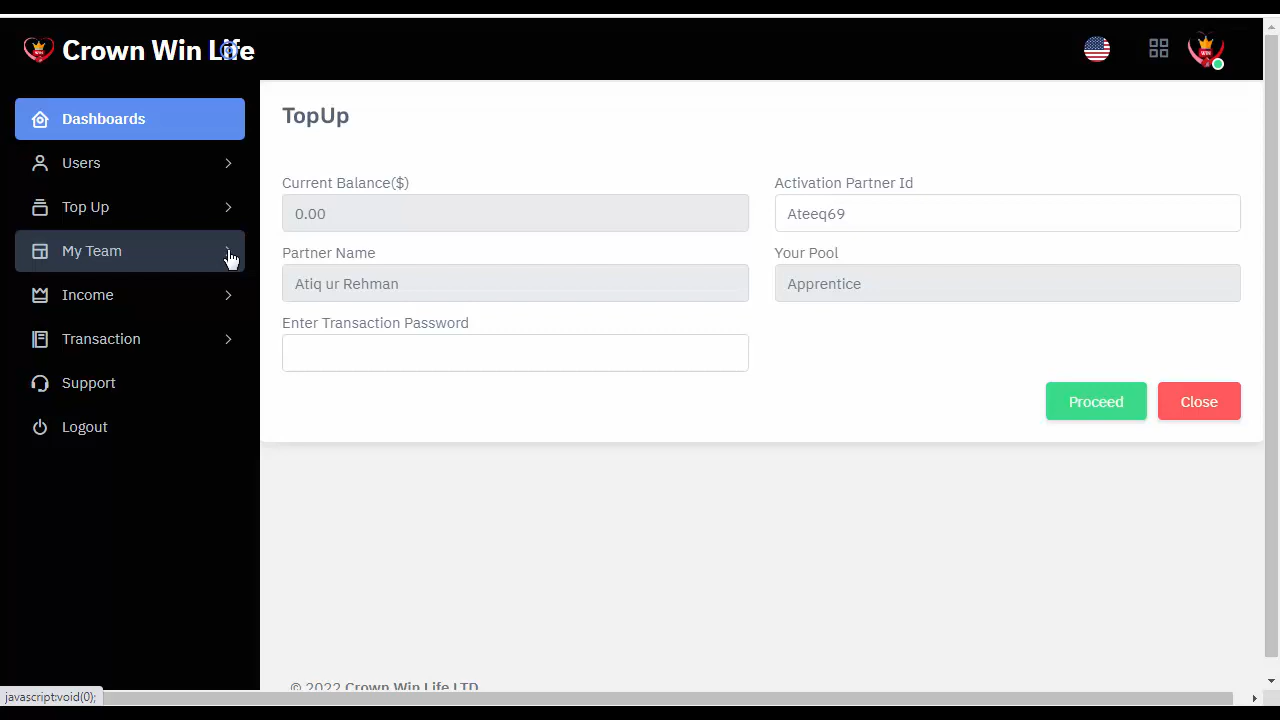 Crown Win Life
Dashboards
Users
Top Up
My Team
Income
Transaction
Support
Logout
TopUp
Current Balance($)
Activation Partner Id
0.00
Ateeq69
Partner Name
Your Pool
Atiq ur Rehman
Apprentice
Enter Transaction Password
Proceed
Close
© 2022 Crown Win Life LTD
javascript:void(0);